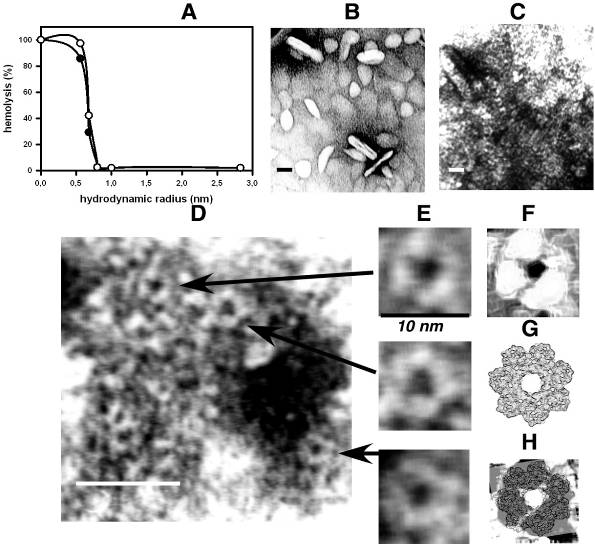 A
B
C
hemolysis (%)
100
80
60
40
20
0
0,0 0,5 1,0 1,5 2,0 2,5 3,0
hydrodynamic radius (nm)
D
E
F
10 nm
G
H